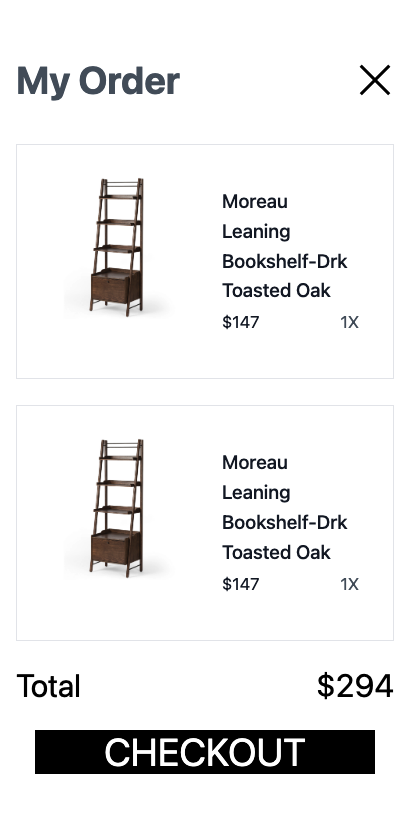 My Order
Moreau
Leaning
Bookshelf-Drk
Toasted Oak
$147 1X
Moreau
Leaning
Bookshelf-Drk
Toasted Oak
$147 1X
Total $294
CHECKOUT